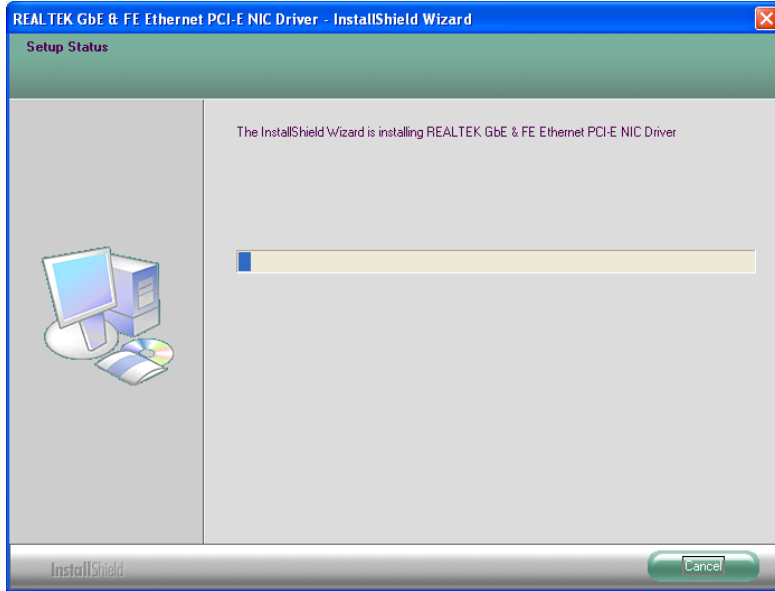 REALTEK GbE & FE Ethernet PCI-E NIC Driver - InstallShield Wizard
Setup Status
The InstallShield Wizard is installing REALTEK GbE & FE Ethernet PCI-E NIC Driver
InstallShield
Cancel